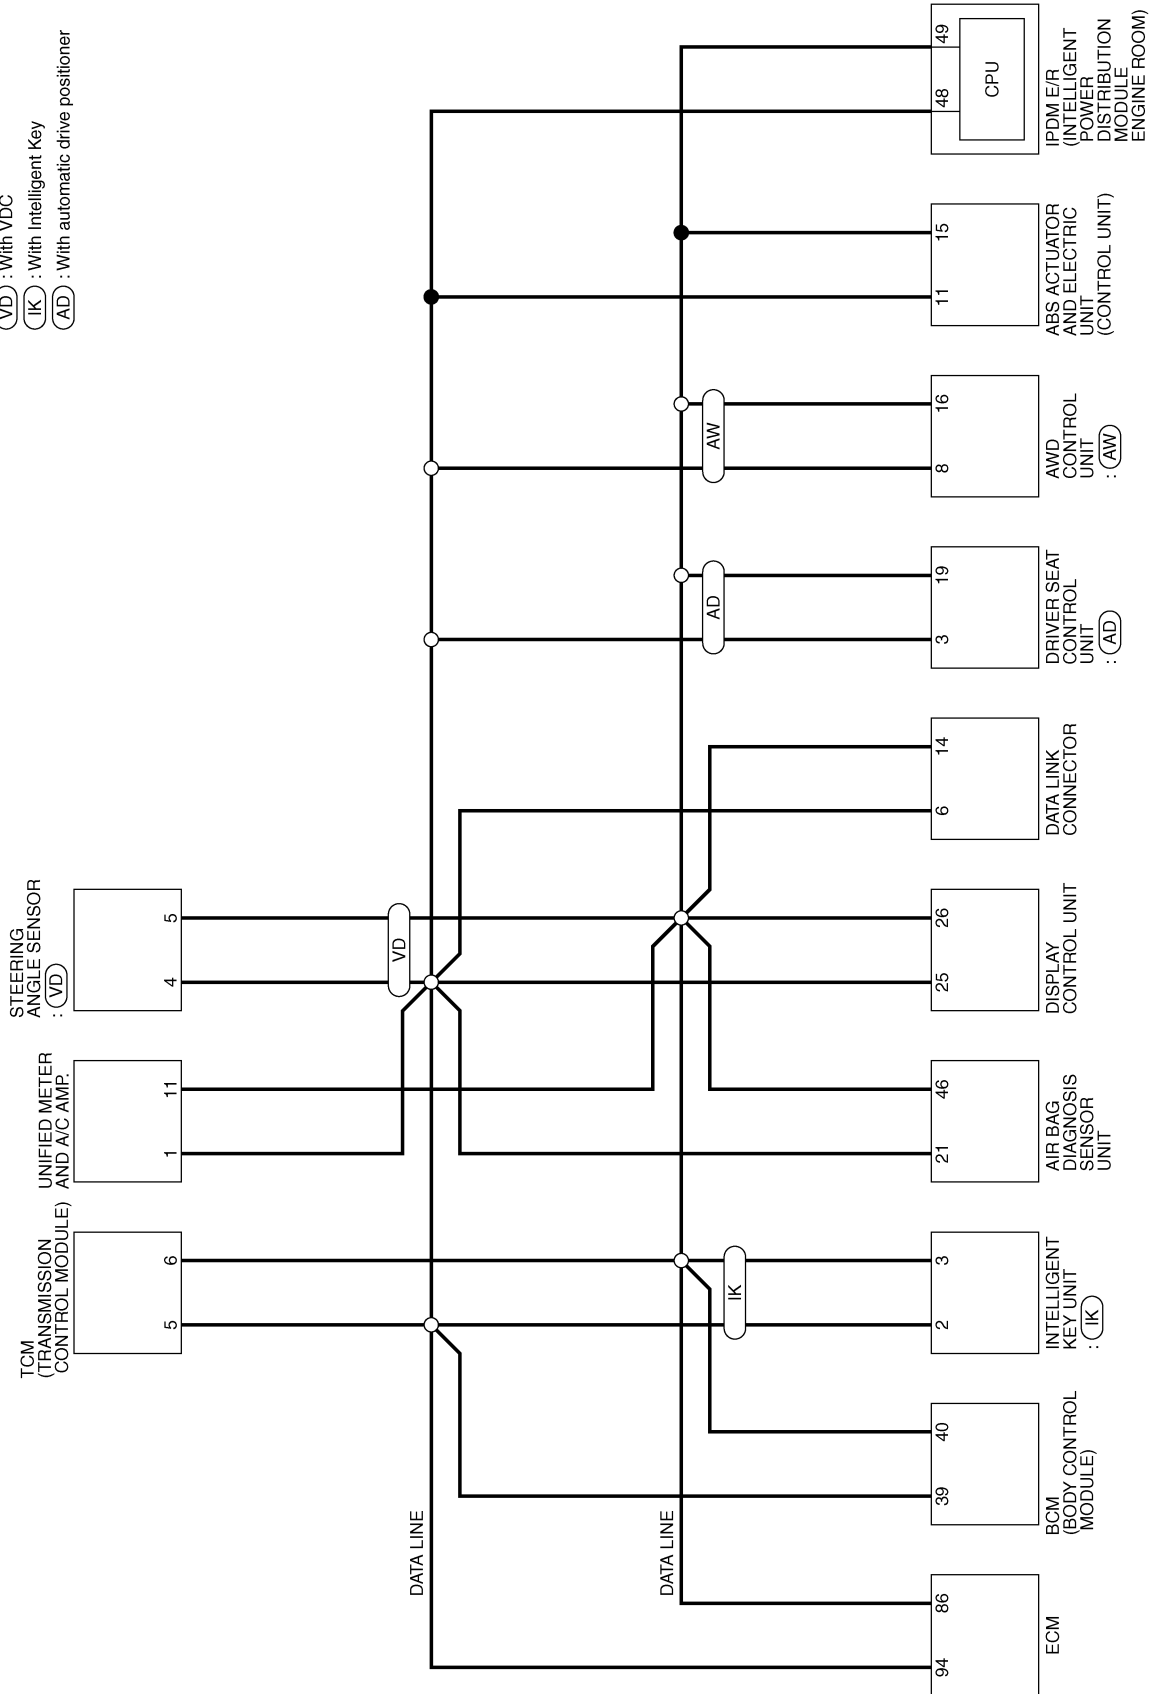 TCM
(TRANSMISSION
CONTROL MODULE)
5
6
UNIFIED METER
AND A/C AMP.
1
11
STEERING
ANGLE SENSOR
: VD
4
5
VD : With VDC
IK : With Intelligent Key
AD : With automatic drive positioner
VD
DATA LINE
DATA LINE
IK
AD
AW
94
86
ECM
39
40
BCM
(BODY CONTROL
MODULE)
2
3
INTELLIGENT
KEY UNIT
: IK
21
46
AIR BAG
DIAGNOSIS
SENSOR
UNIT
25
26
DISPLAY
CONTROL UNIT
6
14
DATA LINK
CONNECTOR
3
19
DRIVER SEAT
CONTROL
UNIT
: AD
8
16
AWD
CONTROL
UNIT
: AW
11
15
ABS ACTUATOR
AND ELECTRIC
UNIT
(CONTROL UNIT)
48
49
CPU
IPDM E/R
(INTELLIGENT
POWER
DISTRIBUTION
MODULE
ENGINE ROOM)